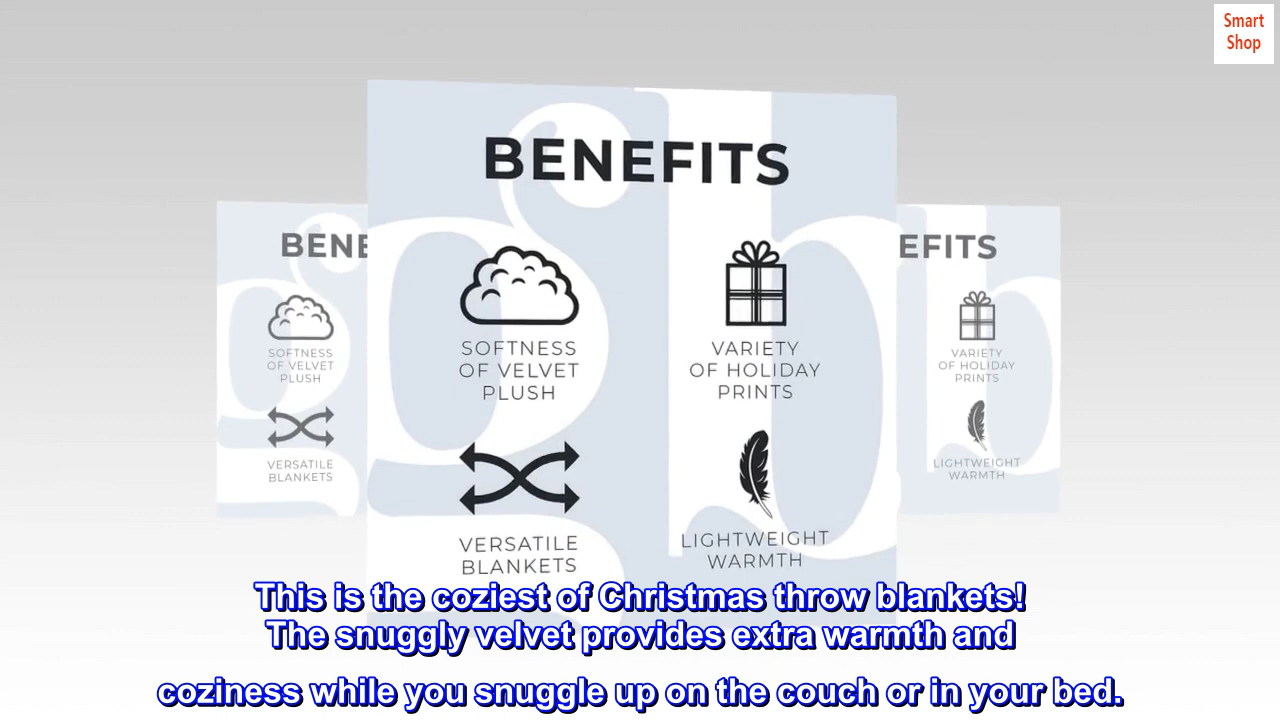 Smart
Shop
BENEFITS
SOFTNESS
OF VELVET
PLUSH
VARIETY
OF HOLIDAY
PRINTS
VERSATILE
BLANKETS
LIGHTWEIGHT
WARMTH
BENE
SOFTNESS
OF VELVET
PLUSH
VERSATILE
BLANKETS
EFITS
VARIETY
OF HOLIDAY
PRINTS
LIGHTWEIGHT
WARMTH
This is the coziest of Christmas throw blankets!
The snuggly velvet provides extra warmth and
coziness while you snuggle up on the couch or in your bed.